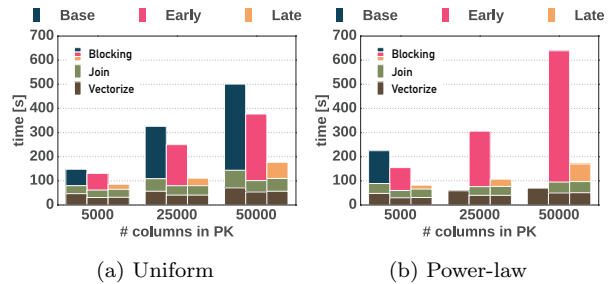 Base Early Late
700
600
500
400
300
200
100
0
time [s]
Blocking
Join
Vectorize
5000 25000 50000
# columns in PK
(a) Uniform
Base Early Late
700
600
500
400
300
200
100
0
time [s]
Blocking
Join
Vectorize
5000 25000 50000
# columns in PK
(b) Power-law